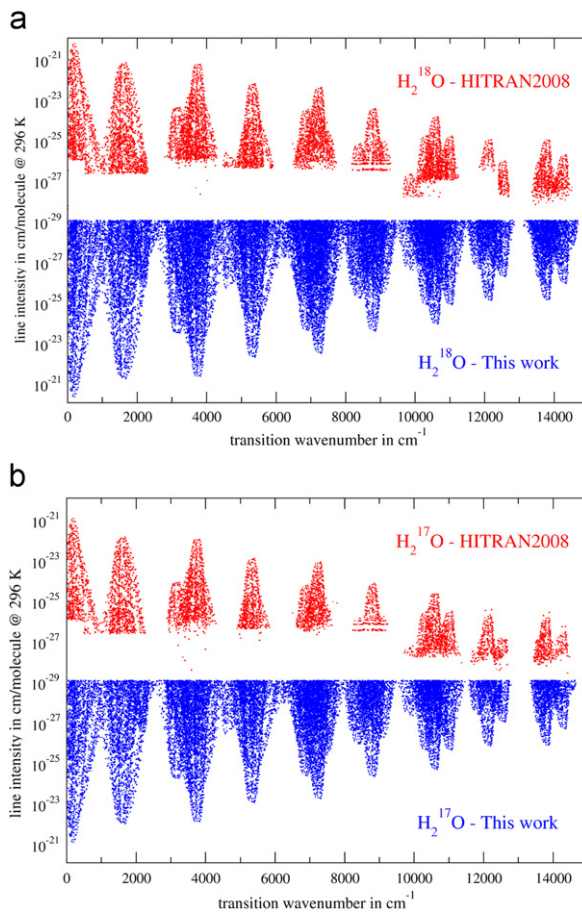 a
10⁻²¹
H₂¹⁸O - HITRAN2008
10⁻²³
10⁻²⁵
10⁻²⁷
10⁻²⁹
10⁻²⁷
10⁻²⁵
10⁻²³
H₂¹⁸O - This work
10⁻²¹
line intensity in cm/molecule @ 296 K
0 2000 4000 6000 8000 10000 12000 14000
transition wavenumber in cm⁻¹
b
10⁻²¹
H₂¹⁷O - HITRAN2008
10⁻²³
10⁻²⁵
10⁻²⁷
10⁻²⁹
10⁻²⁷
10⁻²⁵
10⁻²³
H₂¹⁷O - This work
10⁻²¹
line intensity in cm/molecule @ 296 K
0 2000 4000 6000 8000 10000 12000 14000
transition wavenumber in cm⁻¹